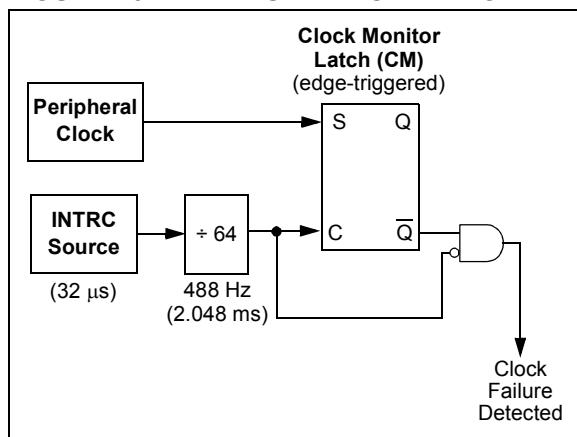 Clock Monitor
Latch (CM)
(edge-triggered)
Peripheral
Clock
S
Q
INTRC
Source
÷ 64
C
Q̅
(32 μs)
488 Hz
(2.048 ms)
Clock
Failure
Detected